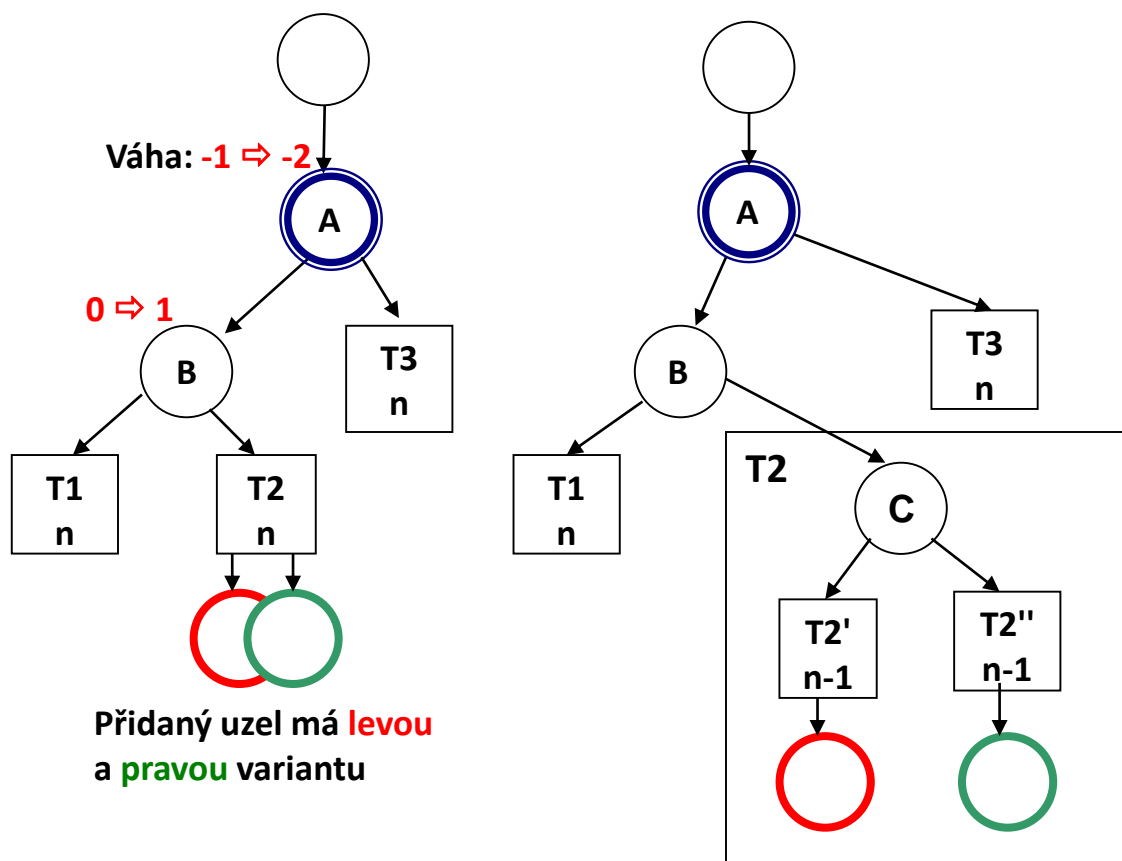 Váha: -1 ⇨ -2
A
0 ⇨ 1
B
T3
n
T1
n
T2
n
Přidaný uzel má levou
a pravou variantu
A
B
T3
n
T1
n
T2
C
T2'
n-1
T2''
n-1